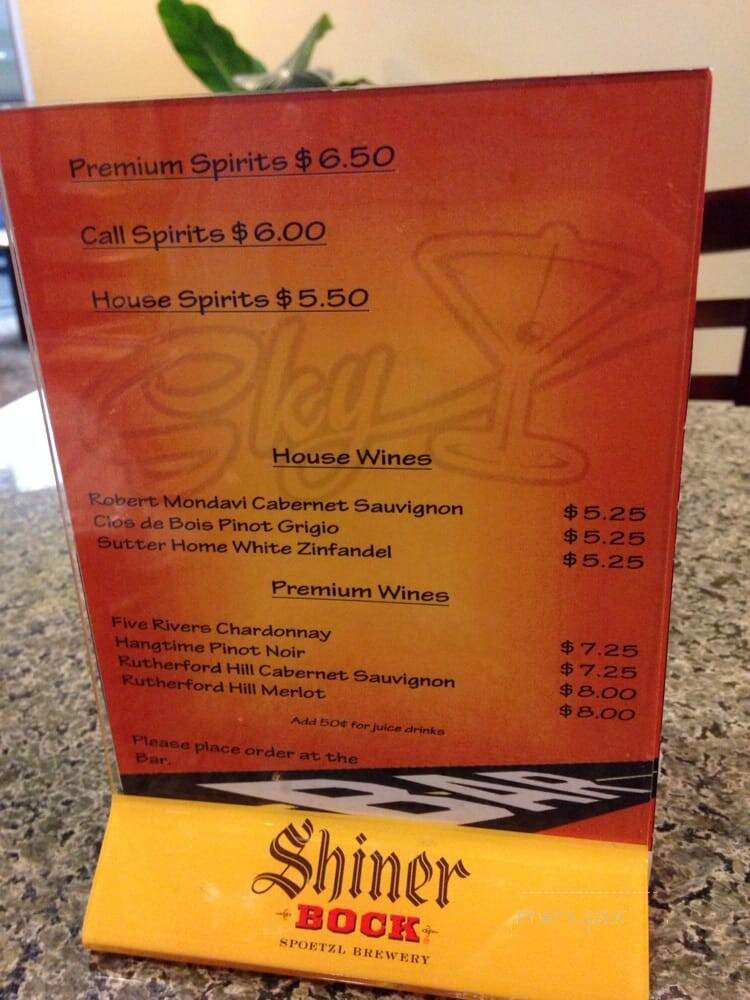 Premium Spirits $ 6.50
Call Spirits $ 6.00
House Spirits $ 5.50
Sky
House Wines
Robert Mondavi Cabernet Sauvignon $ 5.25
Clos de Bois Pinot Grigio $ 5.25
Sutter Home White Zinfandel $ 5.25
Premium Wines
Five Rivers Chardonnay $ 7.25
Hangtime Pinot Noir $ 7.25
Rutherford Hill Cabernet Sauvignon $ 8.00
Rutherford Hill Merlot $ 8.00
Add 50¢ for juice drinks
Please place order at the
Bar.
BAR
Shiner
BOCK
SPOETZL BREWERY
menupix